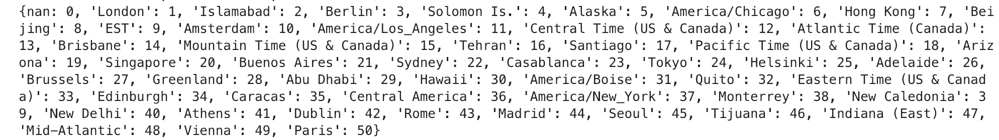 {nan: 0, 'London': 1, 'Islamabad': 2, 'Berlin': 3, 'Solomon Is.': 4, 'Alaska': 5, 'America/Chicago': 6, 'Hong Kong': 7, 'Bei
jing': 8, 'EST': 9, 'Amsterdam': 10, 'America/Los_Angeles': 11, 'Central Time (US & Canada)': 12, 'Atlantic Time (Canada)':
13, 'Brisbane': 14, 'Mountain Time (US & Canada)': 15, 'Tehran': 16, 'Santiago': 17, 'Pacific Time (US & Canada)': 18, 'Ariz
ona': 19, 'Singapore': 20, 'Buenos Aires': 21, 'Sydney': 22, 'Casablanca': 23, 'Tokyo': 24, 'Helsinki': 25, 'Adelaide': 26,
'Brussels': 27, 'Greenland': 28, 'Abu Dhabi': 29, 'Hawaii': 30, 'America/Boise': 31, 'Quito': 32, 'Eastern Time (US & Canad
a)': 33, 'Edinburgh': 34, 'Caracas': 35, 'Central America': 36, 'America/New_York': 37, 'Monterrey': 38, 'New Caledonia': 3
9, 'New Delhi': 40, 'Athens': 41, 'Dublin': 42, 'Rome': 43, 'Madrid': 44, 'Seoul': 45, 'Tijuana': 46, 'Indiana (East)': 47,
'Mid-Atlantic': 48, 'Vienna': 49, 'Paris': 50}